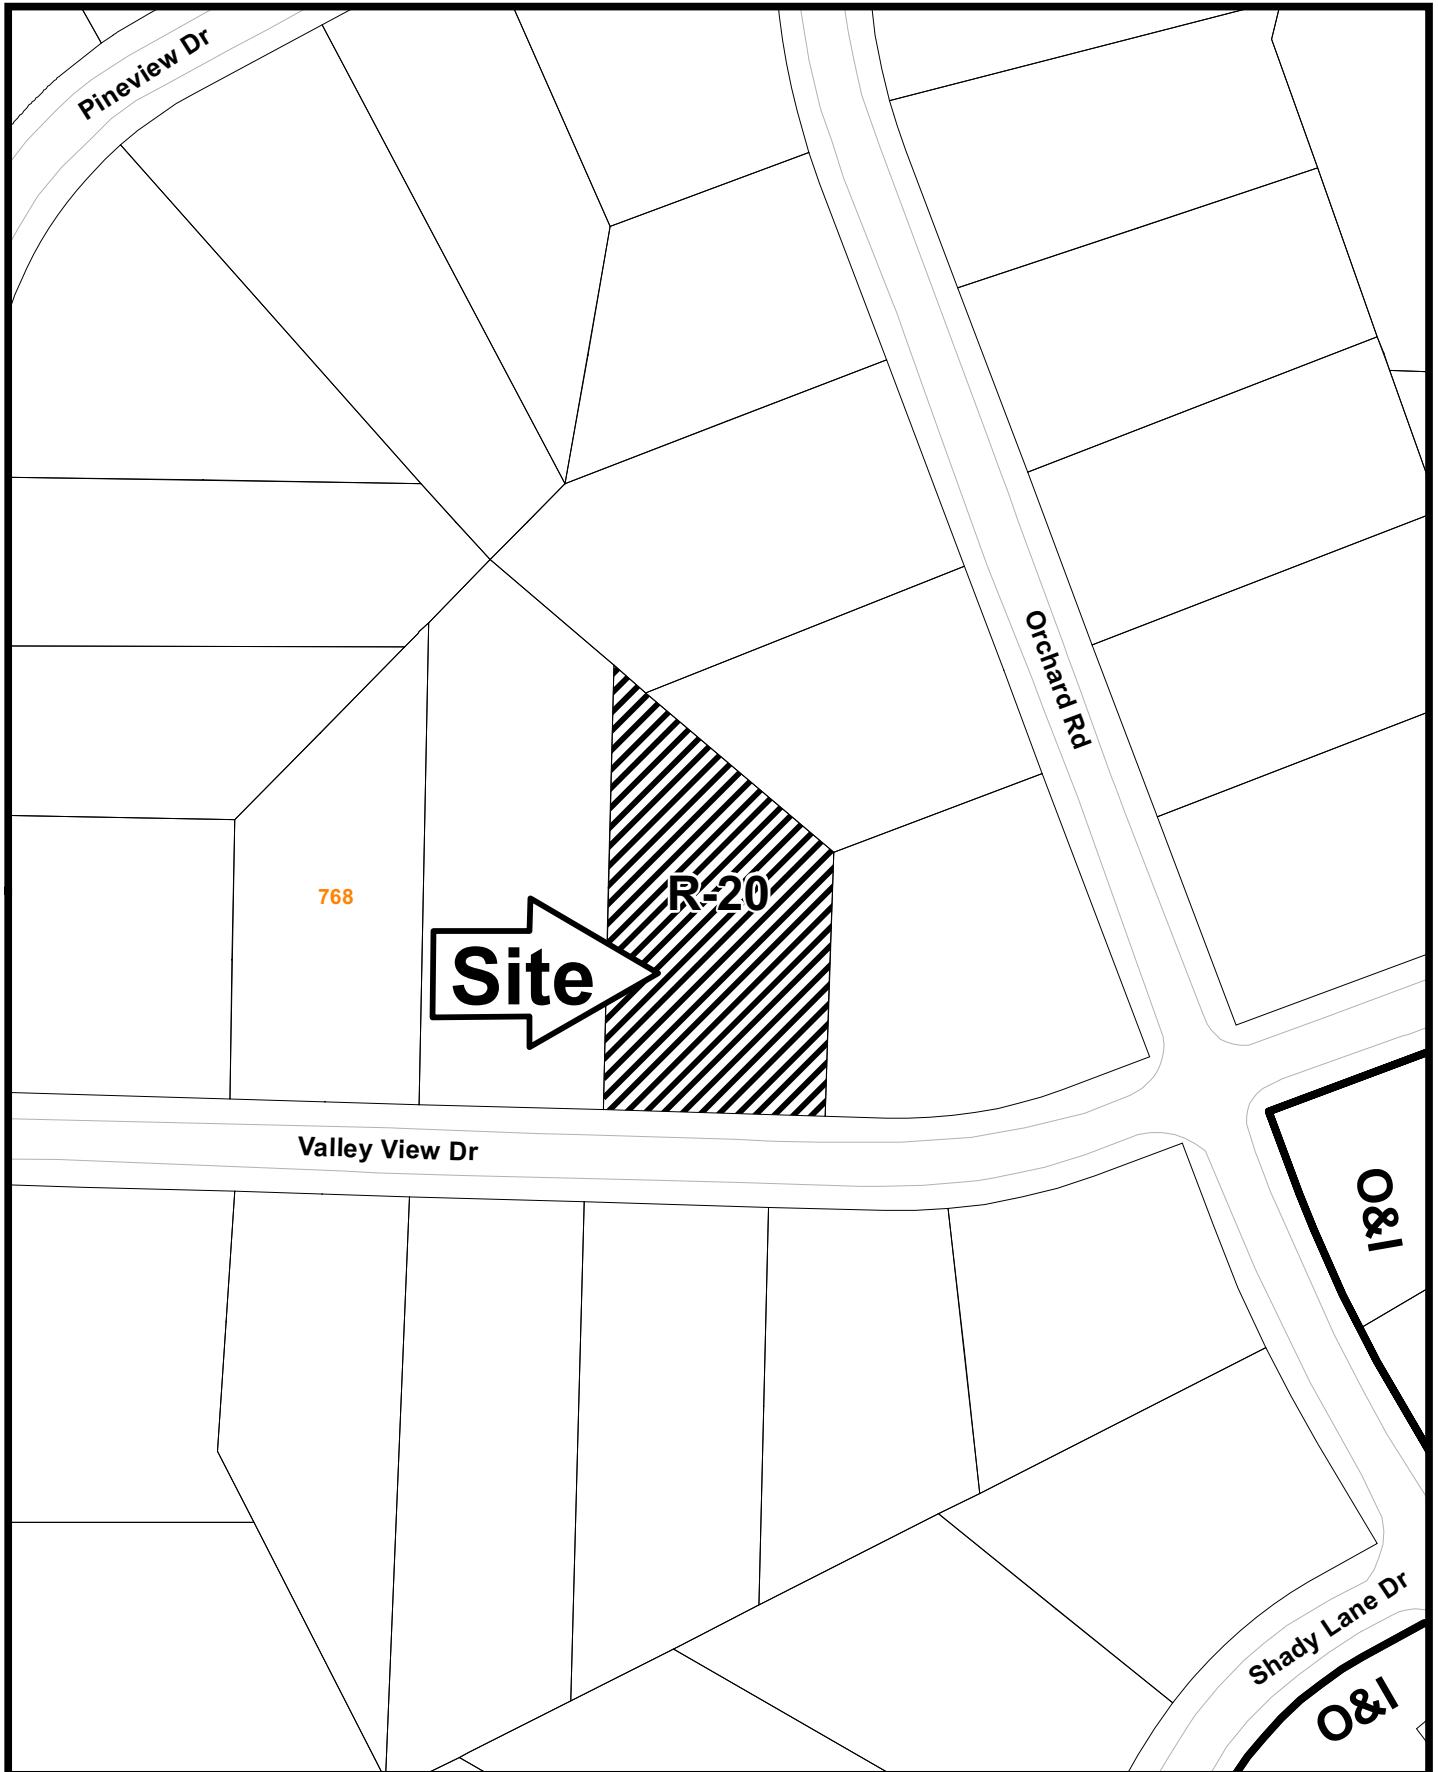 Pineview Dr
Orchard Rd
768
R-20
Site
Valley View Dr
O&I
Shady Lane Dr
O&I